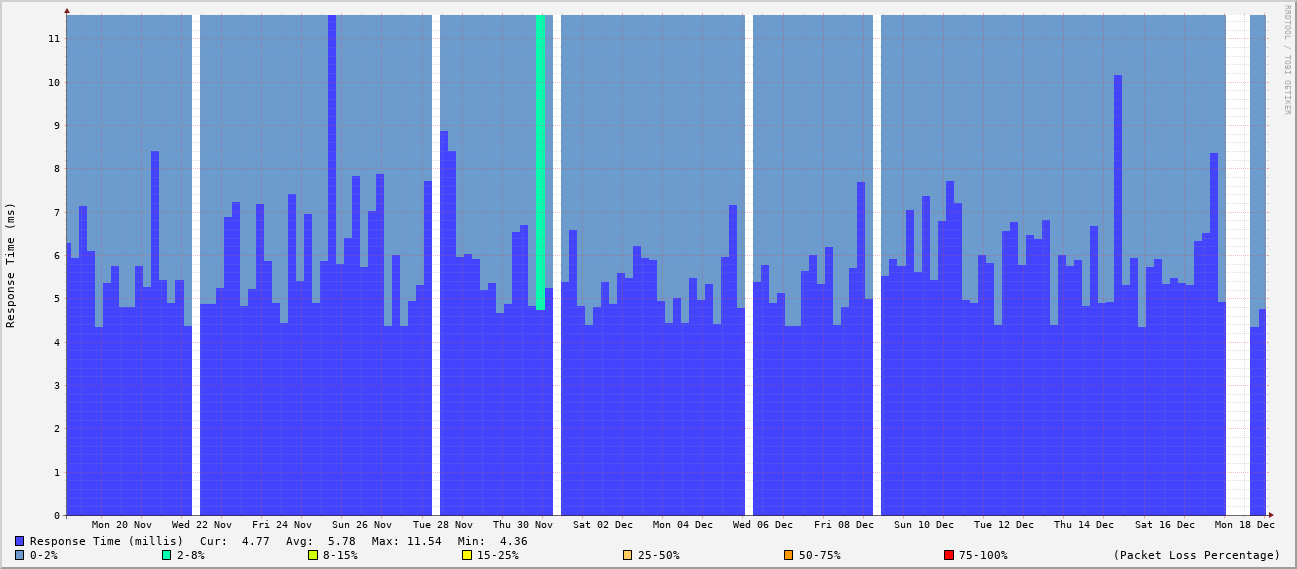 RRDTOOL / TOBI OETIKER
Response Time (ms)
11
10
9
8
7
6
5
4
3
2
1
0
Mon 20 Nov Wed 22 Nov Fri 24 Nov Sun 26 Nov Tue 28 Nov Thu 30 Nov Sat 02 Dec Mon 04 Dec Wed 06 Dec Fri 08 Dec Sun 10 Dec Tue 12 Dec Thu 14 Dec Sat 16 Dec Mon 18 Dec
Response Time (millis) Cur: 4.77 Avg: 5.78 Max: 11.54 Min: 4.36
0-2% 2-8% 8-15% 15-25% 25-50% 50-75% 75-100% (Packet Loss Percentage)